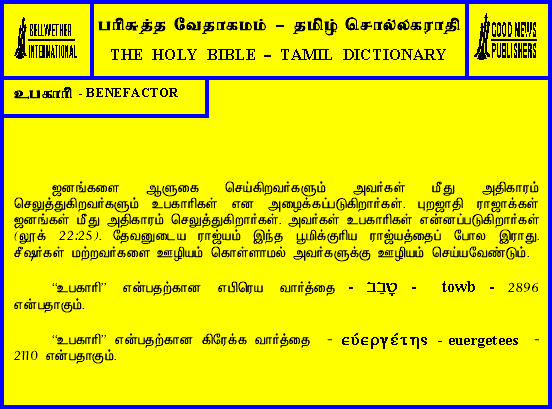 BELLWETHER
INTERNATIONAL
பரிசுத்த வேதாகமம் – தமிழ் சொல்லகராதி
THE HOLY BIBLE – TAMIL DICTIONARY
GOOD NEWS
PUBLISHERS
உபகாரி - BENEFACTOR
ஜனங்களை ஆளுகை செய்கிறவர்களும் அவர்கள் மீது அதிகாரம்
செலுத்துகிறவர்களும் உபகாரிகள் என அழைக்கப்படுகிறார்கள். புறஜாதி ராஜாக்கள்
ஜனங்கள் மீது அதிகாரம் செலுத்துகிறார்கள். அவர்கள் உபகாரிகள் என்னப்படுகிறார்கள்
(லூக் 22:25). தேவனுடைய ராஜ்யம் இந்த பூமிக்குரிய ராஜ்யத்தைப் போல இராது.
சீஷர்கள் மற்றவர்களை ஊழியம் கொள்ளாமல் அவர்களுக்கு ஊழியம் செய்யவேண்டும்.
“உபகாரி” என்பதற்கான எபிரெய வார்த்தை - - towb - 2896
என்பதாகும்.
“உபகாரி” என்பதற்கான கிரேக்க வார்த்தை - εὐεργέτης - euergetees -
2110 என்பதாகும்.